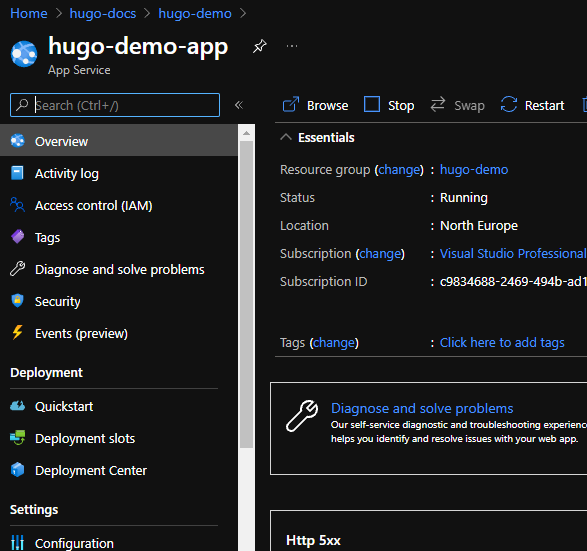 Home > hugo-docs > hugo-demo >
hugo-demo-app
App Service
Search (Ctrl+/)
Overview
Activity log
Access control (IAM)
Tags
Diagnose and solve problems
Security
Events (preview)
Deployment
Quickstart
Deployment slots
Deployment Center
Settings
Configuration
Browse Stop Swap Restart
Essentials
Resource group (change) : hugo-demo
Status : Running
Location : North Europe
Subscription (change) : Visual Studio Professional
Subscription ID : c9834688-2469-494b-ad1
Tags (change) : Click here to add tags
Diagnose and solve problems
Our self-service diagnostic and troubleshooting experience
helps you identify and resolve issues with your web app.
Http 5xx